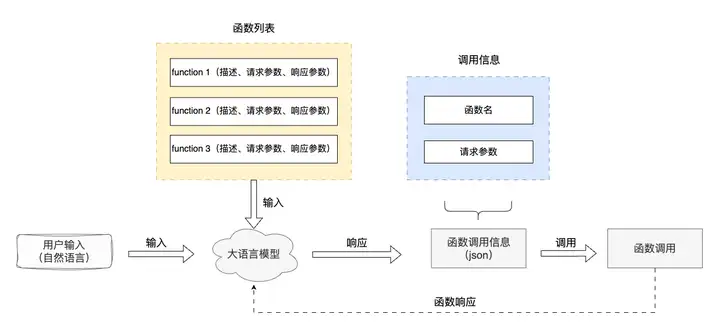 函数列表
function 1（描述、请求参数、响应参数）
function 2（描述、请求参数、响应参数）
function 3（描述、请求参数、响应参数）
调用信息
函数名
请求参数
输入
用户输入
（自然语言）
输入
大语言模型
响应
函数调用信息
（json）
调用
函数调用
函数响应